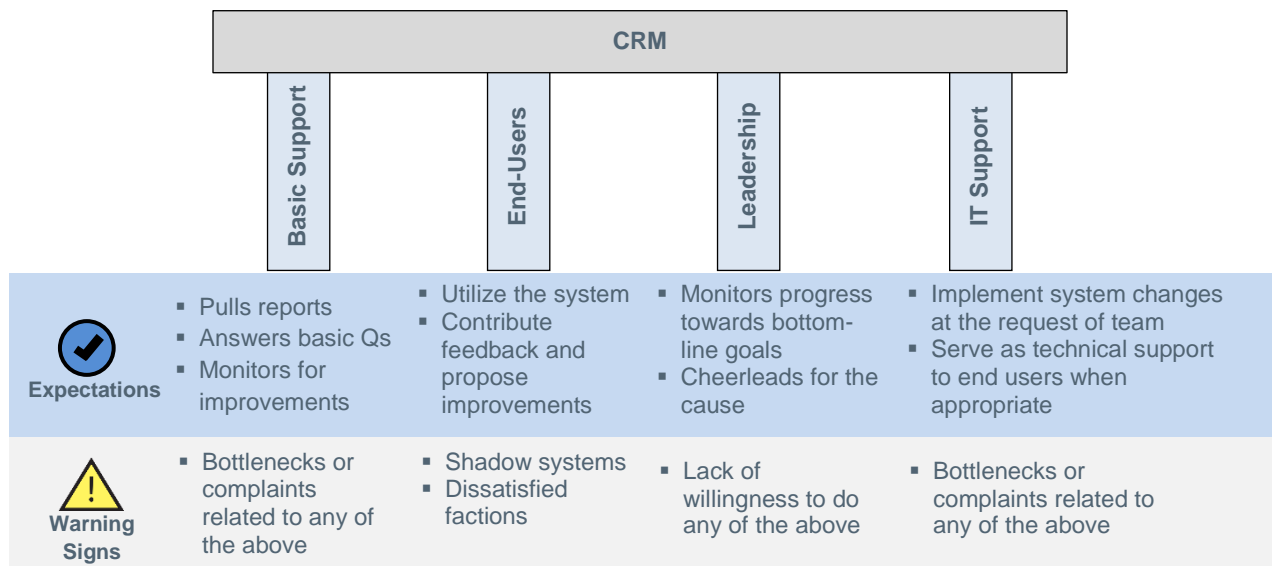 CRM
Basic Support
End-Users
Leadership
IT Support
Expectations
▪ Pulls reports
▪ Answers basic Qs
▪ Monitors for
improvements
▪ Utilize the system
▪ Contribute
feedback and
propose
improvements
▪ Monitors progress
towards bottom-
line goals
▪ Cheerleads for the
cause
▪ Implement system changes
at the request of team
▪ Serve as technical support
to end users when
appropriate
Warning
Signs
▪ Bottlenecks or
complaints
related to any of
the above
▪ Shadow systems
▪ Dissatisfied
factions
▪ Lack of
willingness to do
any of the above
▪ Bottlenecks or
complaints related to
any of the above